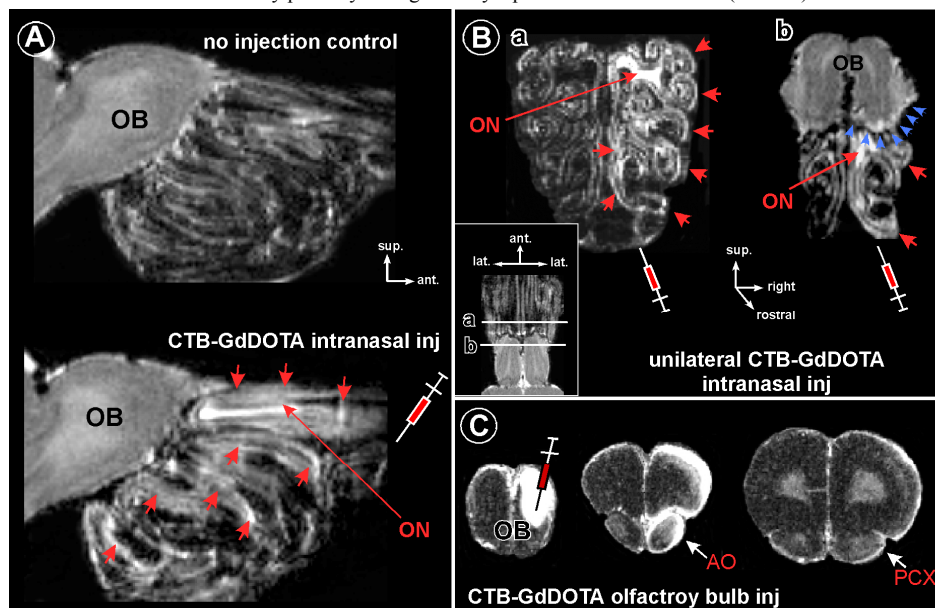 A
no injection control
OB
sup.
ant.
CTB-GdDOTA intranasal inj
OB
ON
B
a
ON
b
OB
ON
ant.
lat. lat.
a
b
sup.
right
rostral
unilateral CTB-GdDOTA
intranasal inj
C
OB
AO
PCX
CTB-GdDOTA olfactroy bulb inj